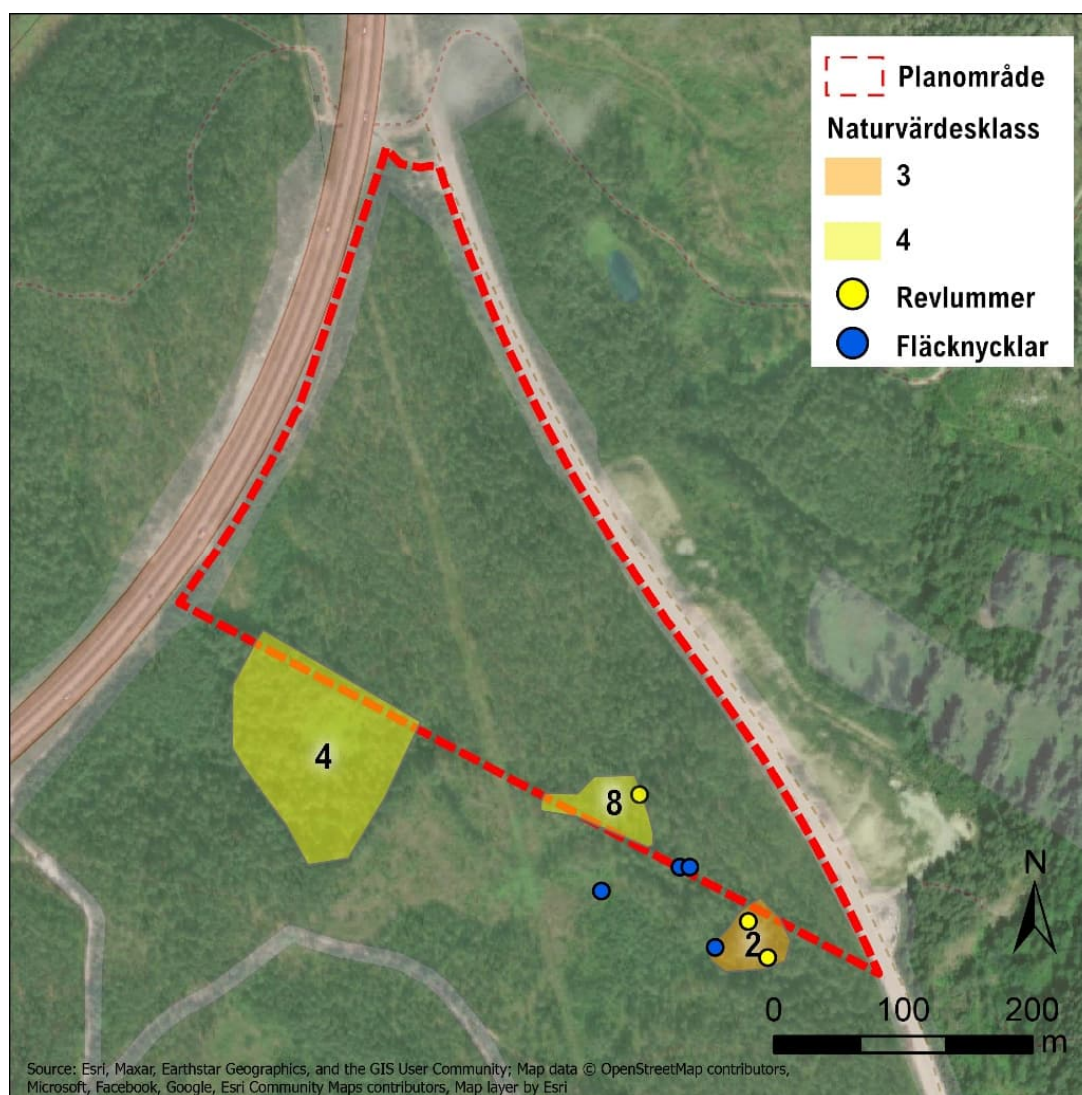 Planområde
Naturvärdesklass
3
4
Revlummer
Fläcknycklar
4
8
2
N
0 100 200
m
Source: Esri, Maxar, Earthstar Geographics, and the GIS User Community; Map data © OpenStreetMap contributors,
Microsoft, Facebook, Google, Esri Community Maps contributors, Map layer by Esri